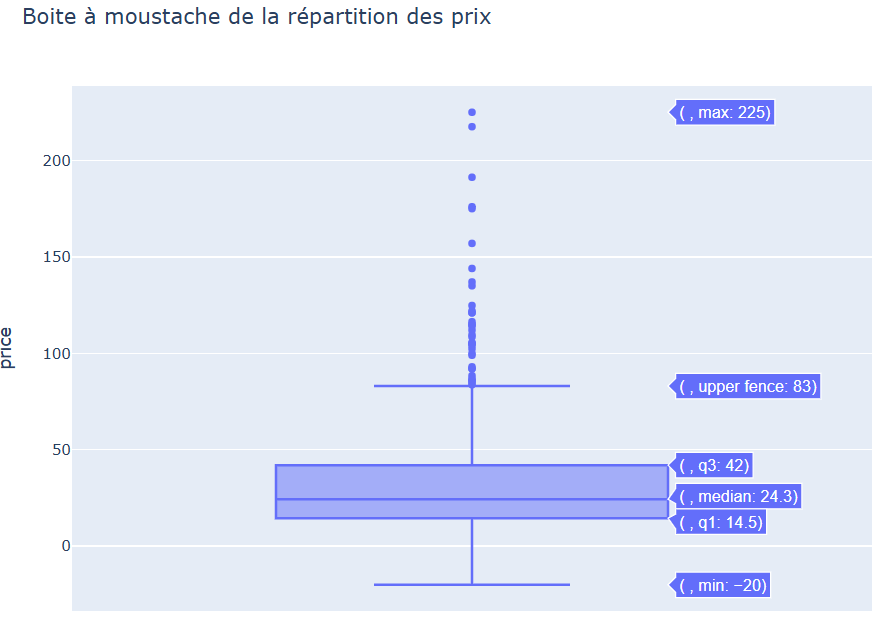 Boite à moustache de la répartition des prix
( , max: 225)
200
150
price
100
( , upper fence: 83)
50
( , q3: 42)
( , median: 24.3)
( , q1: 14.5)
0
( , min: −20)